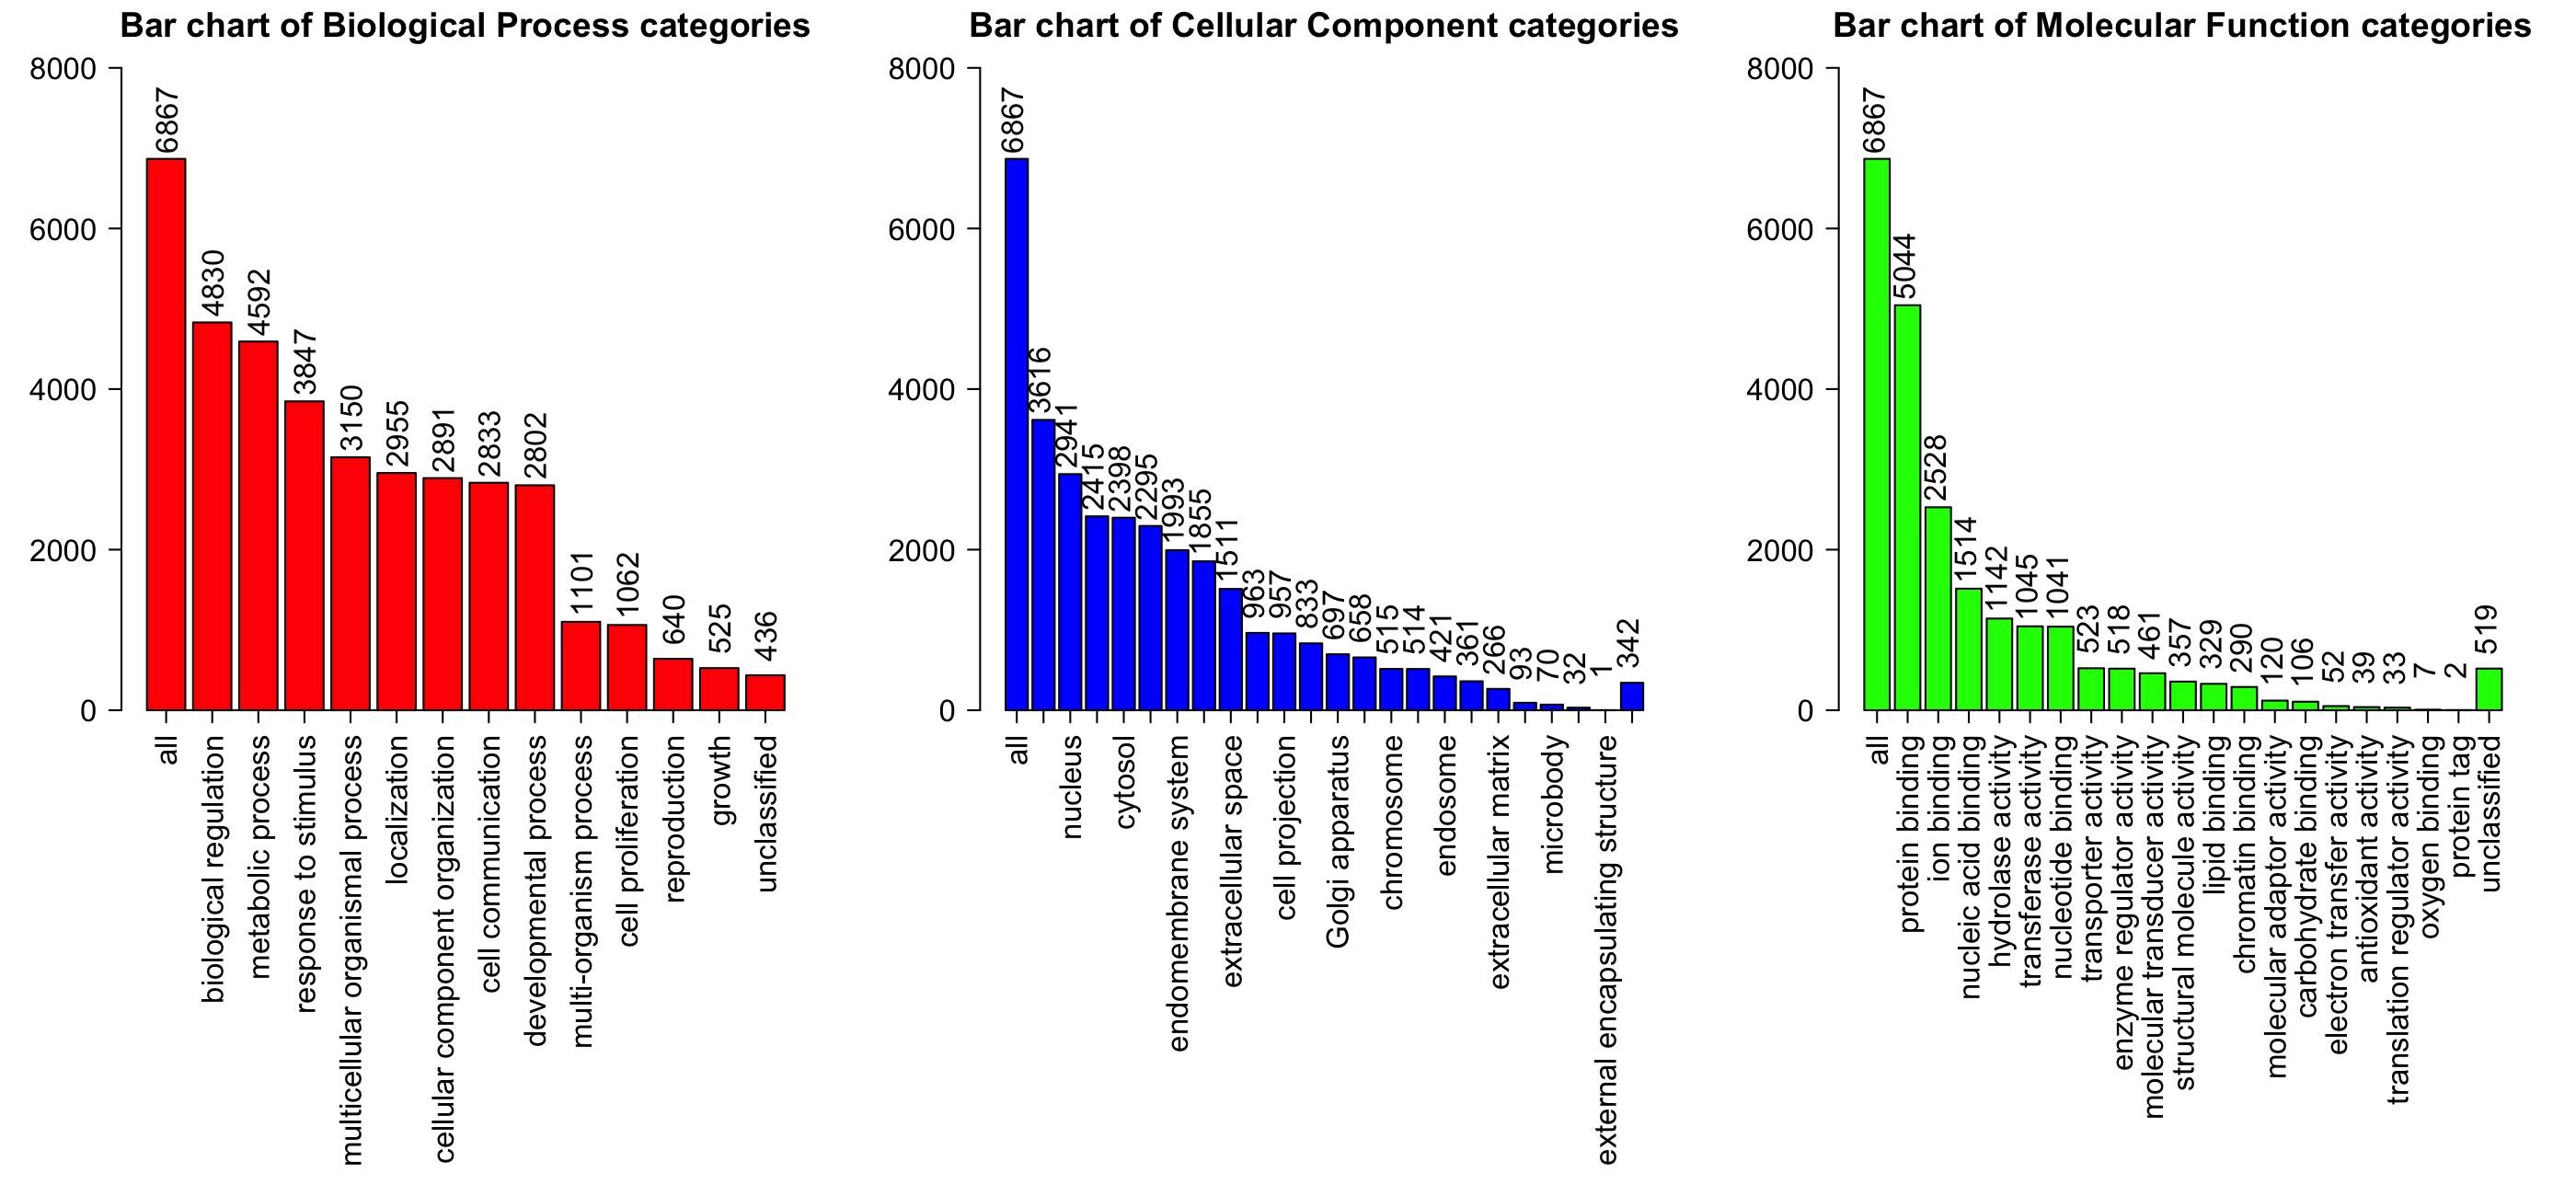 Bar chart of Biological Process categories
8000
6000
4000
2000
0
6867
4830
4592
3847
3150
2955
2891
2833
2802
1101
1062
640
525
436
all
biological regulation
metabolic process
response to stimulus
multicellular organismal process
localization
cellular component organization
cell communication
developmental process
multi-organism process
cell proliferation
reproduction
growth
unclassified
Bar chart of Cellular Component categories
8000
6000
4000
2000
0
6867
3616
2941
2415
2398
2295
1993
1855
1511
963
957
833
697
658
515
514
421
361
266
93
70
32
1
342
all
nucleus
cytosol
endomembrane system
extracellular space
cell projection
Golgi apparatus
chromosome
endosome
extracellular matrix
microbody
external encapsulating structure
Bar chart of Molecular Function categories
8000
6000
4000
2000
0
6867
5044
2528
1514
1142
1045
1041
523
518
461
357
329
290
120
106
52
39
33
7
2
519
all
protein binding
ion binding
nucleic acid binding
hydrolase activity
transferase activity
nucleotide binding
transporter activity
enzyme regulator activity
molecular transducer activity
structural molecule activity
lipid binding
chromatin binding
molecular adaptor activity
carbohydrate binding
electron transfer activity
antioxidant activity
translation regulator activity
oxygen binding
protein tag
unclassified